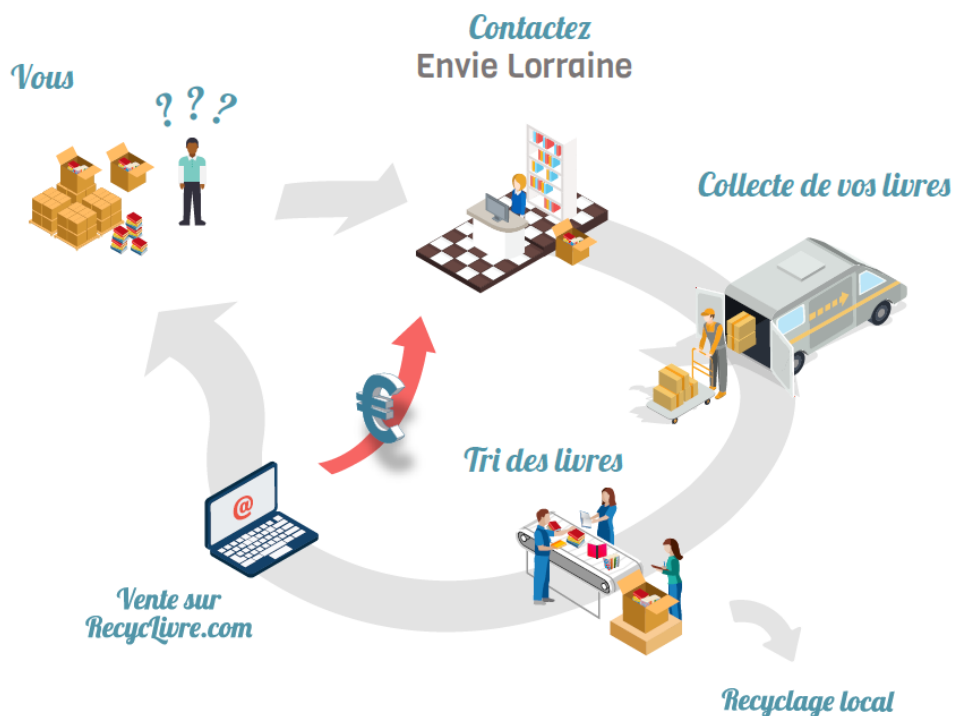 Vous
? ? ?
Contactez
Envie Lorraine
Collecte de vos livres
€
Tri des livres
@
Vente sur
RecycLivre.com
Recyclage local